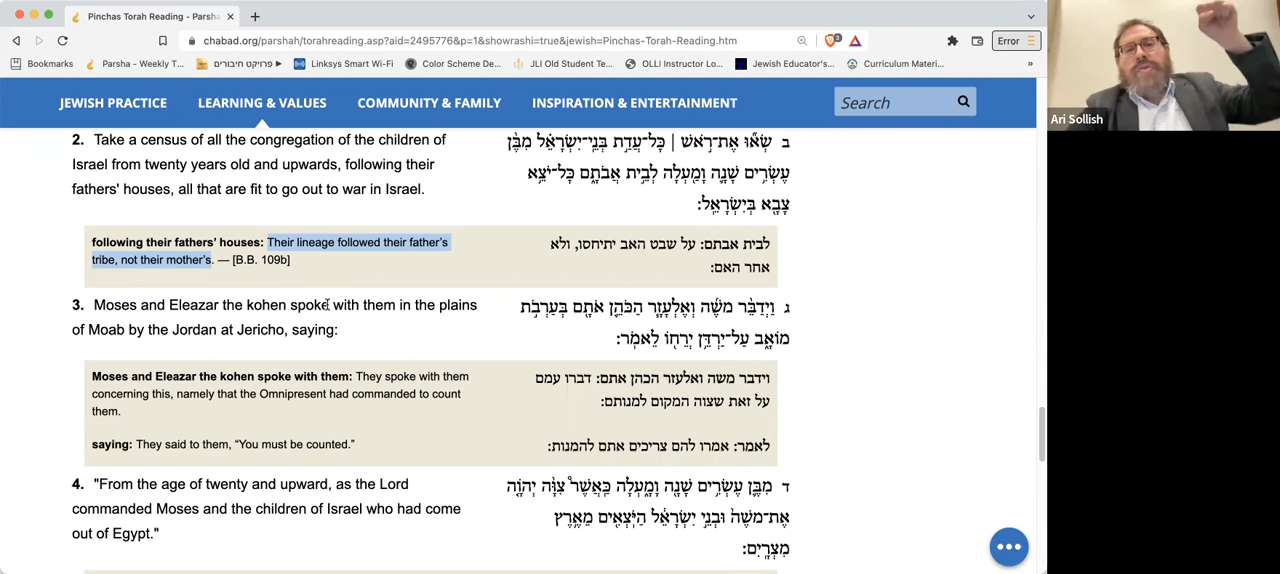 Pinchas Torah Reading - Parsha
chabad.org/parshah/torahreading.asp?aid=2495776&p=1&showrashi=true&jewish=Pinchas-Torah-Reading.htm
Error
Bookmarks Parsha - Weekly T... פרויקט חיבורים Linksys Smart Wi-Fi Color Scheme De... JLI Old Student Te... OLLI Instructor Lo... Jewish Educator's... Curriculum Materi... »
JEWISH PRACTICE LEARNING & VALUES COMMUNITY & FAMILY INSPIRATION & ENTERTAINMENT Search
Ari Sollish
2. Take a census of all the congregation of the children of
Israel from twenty years old and upwards, following their
fathers' houses, all that are fit to go out to war in Israel.
ב שְׂא֞וּ אֶת־רֹ֣אשׁ | כָּל־עֲדַ֣ת בְּנֵֽי־יִשְׂרָאֵ֗ל מִבֶּ֨ן
עֶשְׂרִ֥ים שָׁנָ֛ה וָמַ֖עְלָה לְבֵ֣ית אֲבֹתָ֑ם כָּל־יֹצֵ֥א
צָבָ֖א בְּיִשְׂרָאֵֽל:
following their fathers’ houses: Their lineage followed their father’s
tribe, not their mother’s. — [B.B. 109b]
לבית אבתם: על שבט האב יתיחסו, ולא
אחר האם:
3. Moses and Eleazar the kohen spoke with them in the plains
of Moab by the Jordan at Jericho, saying:
ג וַיְדַבֵּ֨ר משֶׁ֜ה וְאֶלְעָזָ֧ר הַכֹּהֵ֛ן אֹתָ֖ם בְּעַרְבֹ֣ת
מוֹאָ֑ב עַל־יַרְדֵּ֥ן יְרֵח֖וֹ לֵאמֹֽר:
Moses and Eleazar the kohen spoke with them: They spoke with them
concerning this, namely that the Omnipresent had commanded to count
them.
וידבר משה ואלעזר הכהן אתם: דברו עמם
על זאת שצוה המקום למנותם:
saying: They said to them, “You must be counted.”
לאמר: אמרו להם צריכים אתם להמנות:
4. "From the age of twenty and upward, as the Lord
commanded Moses and the children of Israel who had come
out of Egypt."
ד מִבֶּ֛ן עֶשְׂרִ֥ים שָׁנָ֖ה וָמָ֑עְלָה כַּֽאֲשֶׁר֩ צִוָּ֨ה יְהֹוָ֤ה
אֶת־משֶׁה֙ וּבְנֵ֣י יִשְׂרָאֵ֔ל הַיֹּֽצְאִ֖ים מֵאֶ֥רֶץ
מִצְרָֽיִם: